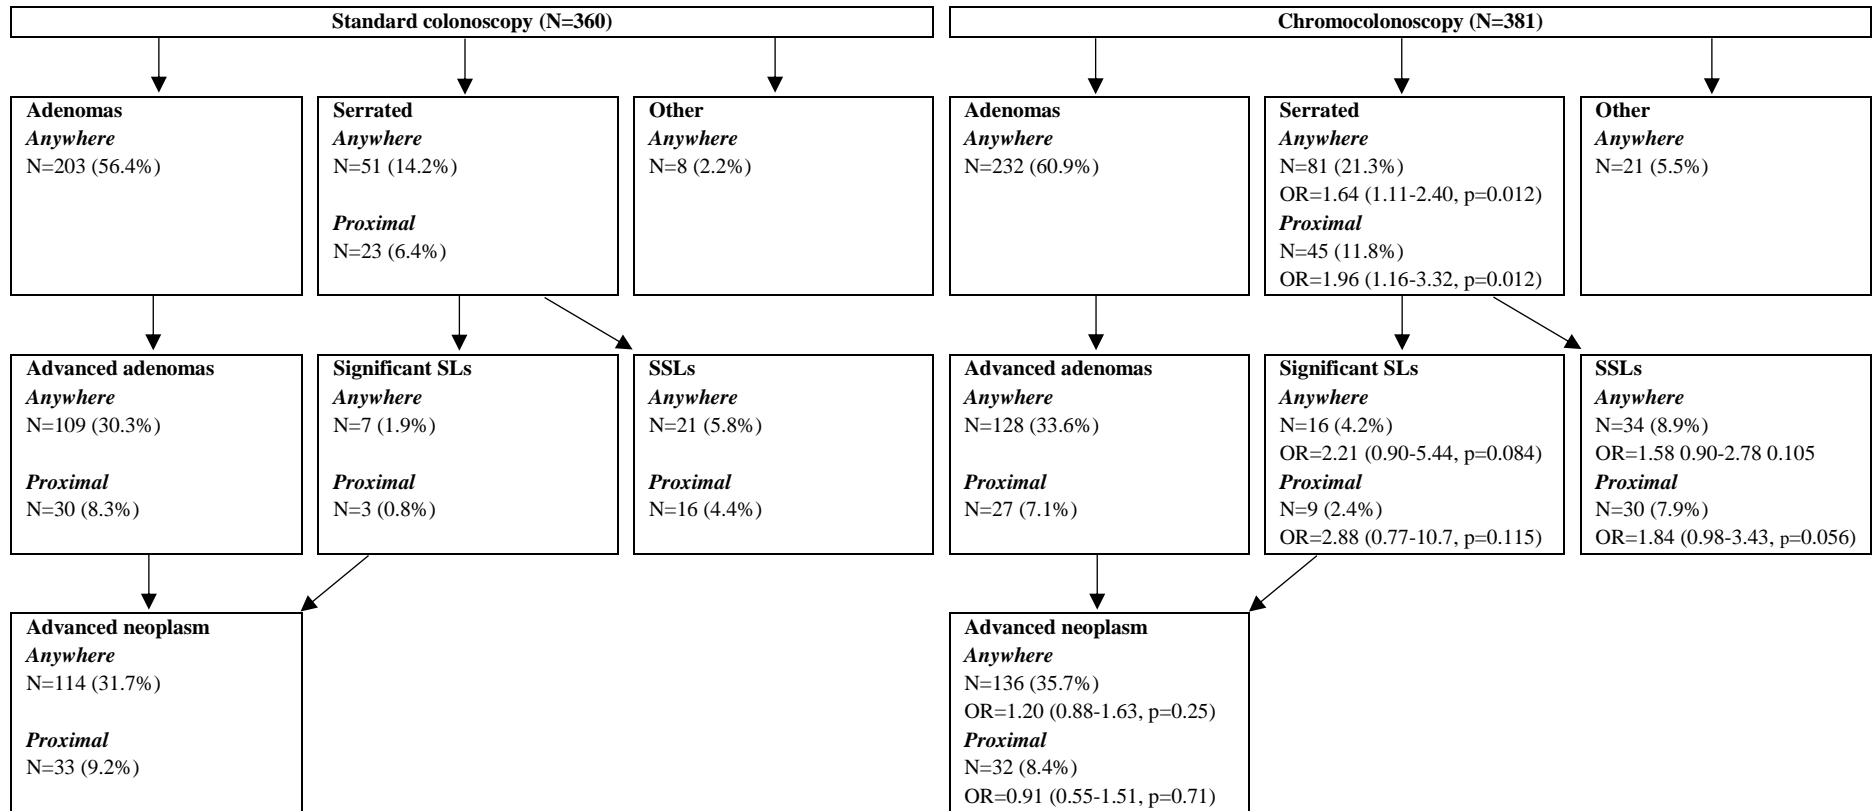 Standard colonoscopy (N=360)
Adenomas
Anywhere
N=203 (56.4%)
Serrated
Anywhere
N=51 (14.2%)
Proximal
N=23 (6.4%)
Other
Anywhere
N=8 (2.2%)
Advanced adenomas
Anywhere
N=109 (30.3%)
Proximal
N=30 (8.3%)
Significant SLs
Anywhere
N=7 (1.9%)
Proximal
N=3 (0.8%)
SSLs
Anywhere
N=21 (5.8%)
Proximal
N=16 (4.4%)
Advanced neoplasm
Anywhere
N=114 (31.7%)
Proximal
N=33 (9.2%)
Chromocolonoscopy (N=381)
Adenomas
Anywhere
N=232 (60.9%)
Serrated
Anywhere
N=81 (21.3%)
OR=1.64 (1.11-2.40, p=0.012)
Proximal
N=45 (11.8%)
OR=1.96 (1.16-3.32, p=0.012)
Other
Anywhere
N=21 (5.5%)
Advanced adenomas
Anywhere
N=128 (33.6%)
Proximal
N=27 (7.1%)
Significant SLs
Anywhere
N=16 (4.2%)
OR=2.21 (0.90-5.44, p=0.084)
Proximal
N=9 (2.4%)
OR=2.88 (0.77-10.7, p=0.115)
SSLs
Anywhere
N=34 (8.9%)
OR=1.58 0.90-2.78 0.105
Proximal
N=30 (7.9%)
OR=1.84 (0.98-3.43, p=0.056)
Advanced neoplasm
Anywhere
N=136 (35.7%)
OR=1.20 (0.88-1.63, p=0.25)
Proximal
N=32 (8.4%)
OR=0.91 (0.55-1.51, p=0.71)